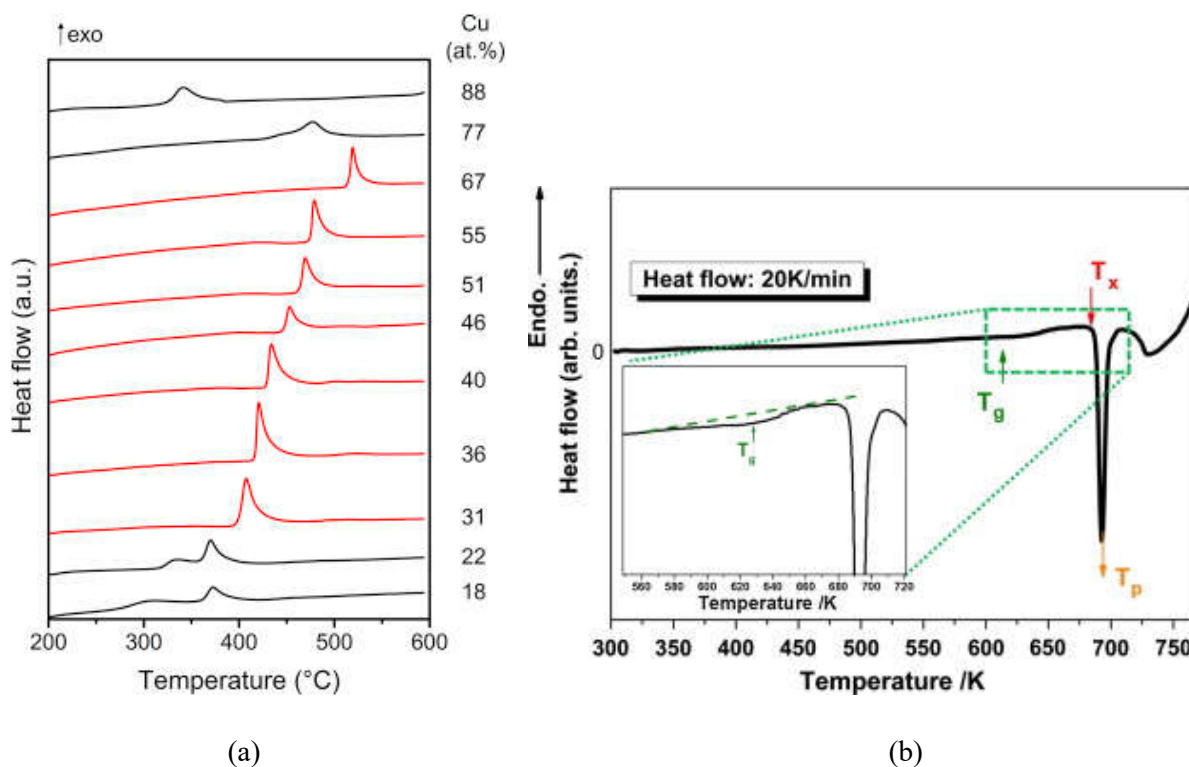 ↑exo
Cu
(at.%)
88
77
67
55
51
46
40
36
31
22
18
Heat flow (a.u.)
200 300 400 500 600
Temperature (°C)
(a)
Endo.
Heat flow (arb. units.)
Heat flow: 20K/min
0
Tx
Tg
Tp
Tg
560 580 600 620 640 660 680 700 720
Temperature /K
300 350 400 450 500 550 600 650 700 750
Temperature /K
(b)